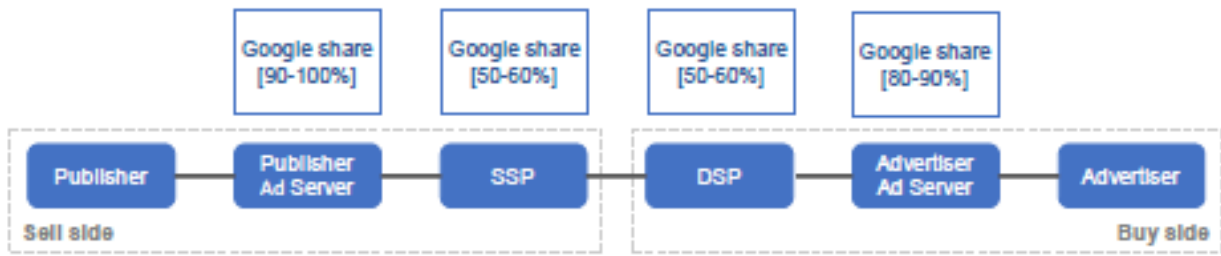 Google share
[90-100%]
Google share
[50-60%]
Google share
[50-60%]
Google share
[80-90%]
Publisher
Publisher
Ad Server
SSP
DSP
Advertiser
Ad Server
Advertiser
Sell side
Buy side